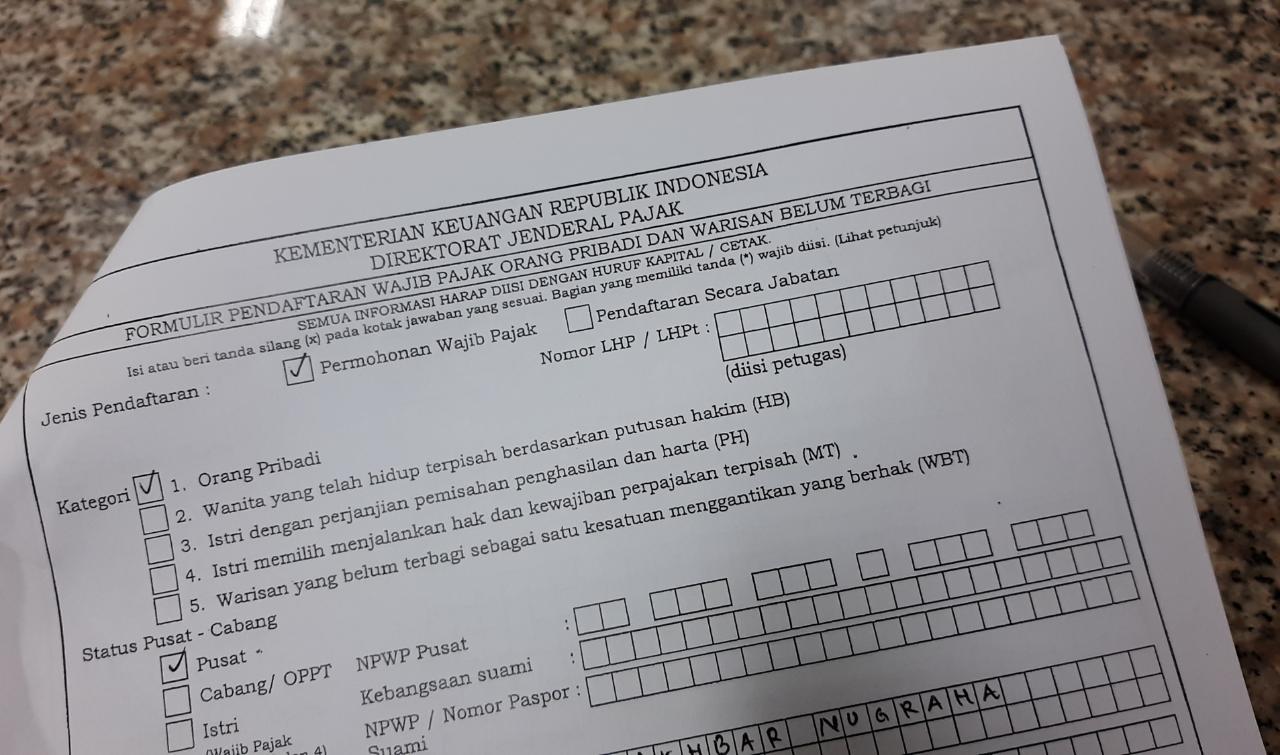 KEMENTERIAN KEUANGAN REPUBLIK INDONESIA
DIREKTORAT JENDERAL PAJAK
FORMULIR PENDAFTARAN WAJIB PAJAK ORANG PRIBADI DAN WARISAN BELUM TERBAGI
SEMUA INFORMASI HARAP DIISI DENGAN HURUF KAPITAL / CETAK.
Isi atau beri tanda silang (x) pada kotak jawaban yang sesuai. Bagian yang memiliki tanda (*) wajib diisi. (Lihat petunjuk)
Jenis Pendaftaran : ✓ Permohonan Wajib Pajak Pendaftaran Secara Jabatan
Nomor LHP / LHPt :
(diisi petugas)
Kategori ✓ 1. Orang Pribadi
2. Wanita yang telah hidup terpisah berdasarkan putusan hakim (HB)
3. Istri dengan perjanjian pemisahan penghasilan dan harta (PH)
4. Istri memilih menjalankan hak dan kewajiban perpajakan terpisah (MT)
5. Warisan yang belum terbagi sebagai satu kesatuan menggantikan yang berhak (WBT)
Status Pusat - Cabang
✓ Pusat NPWP Pusat :
Cabang/ OPPT Kebangsaan suami :
Istri NPWP / Nomor Paspor :
(Wajib Pajak Suami
HBAR NUGRAHA